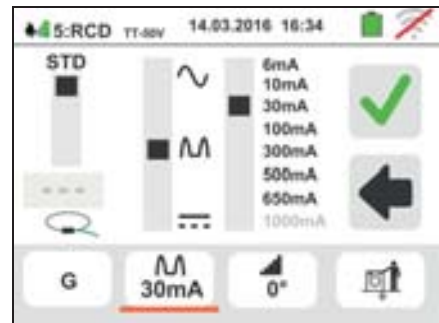 5:RCD TT-50V 14.03.2016 16:34
STD
6mA
10mA
30mA
100mA
300mA
500mA
650mA
1000mA
- - -
G
30mA
0°